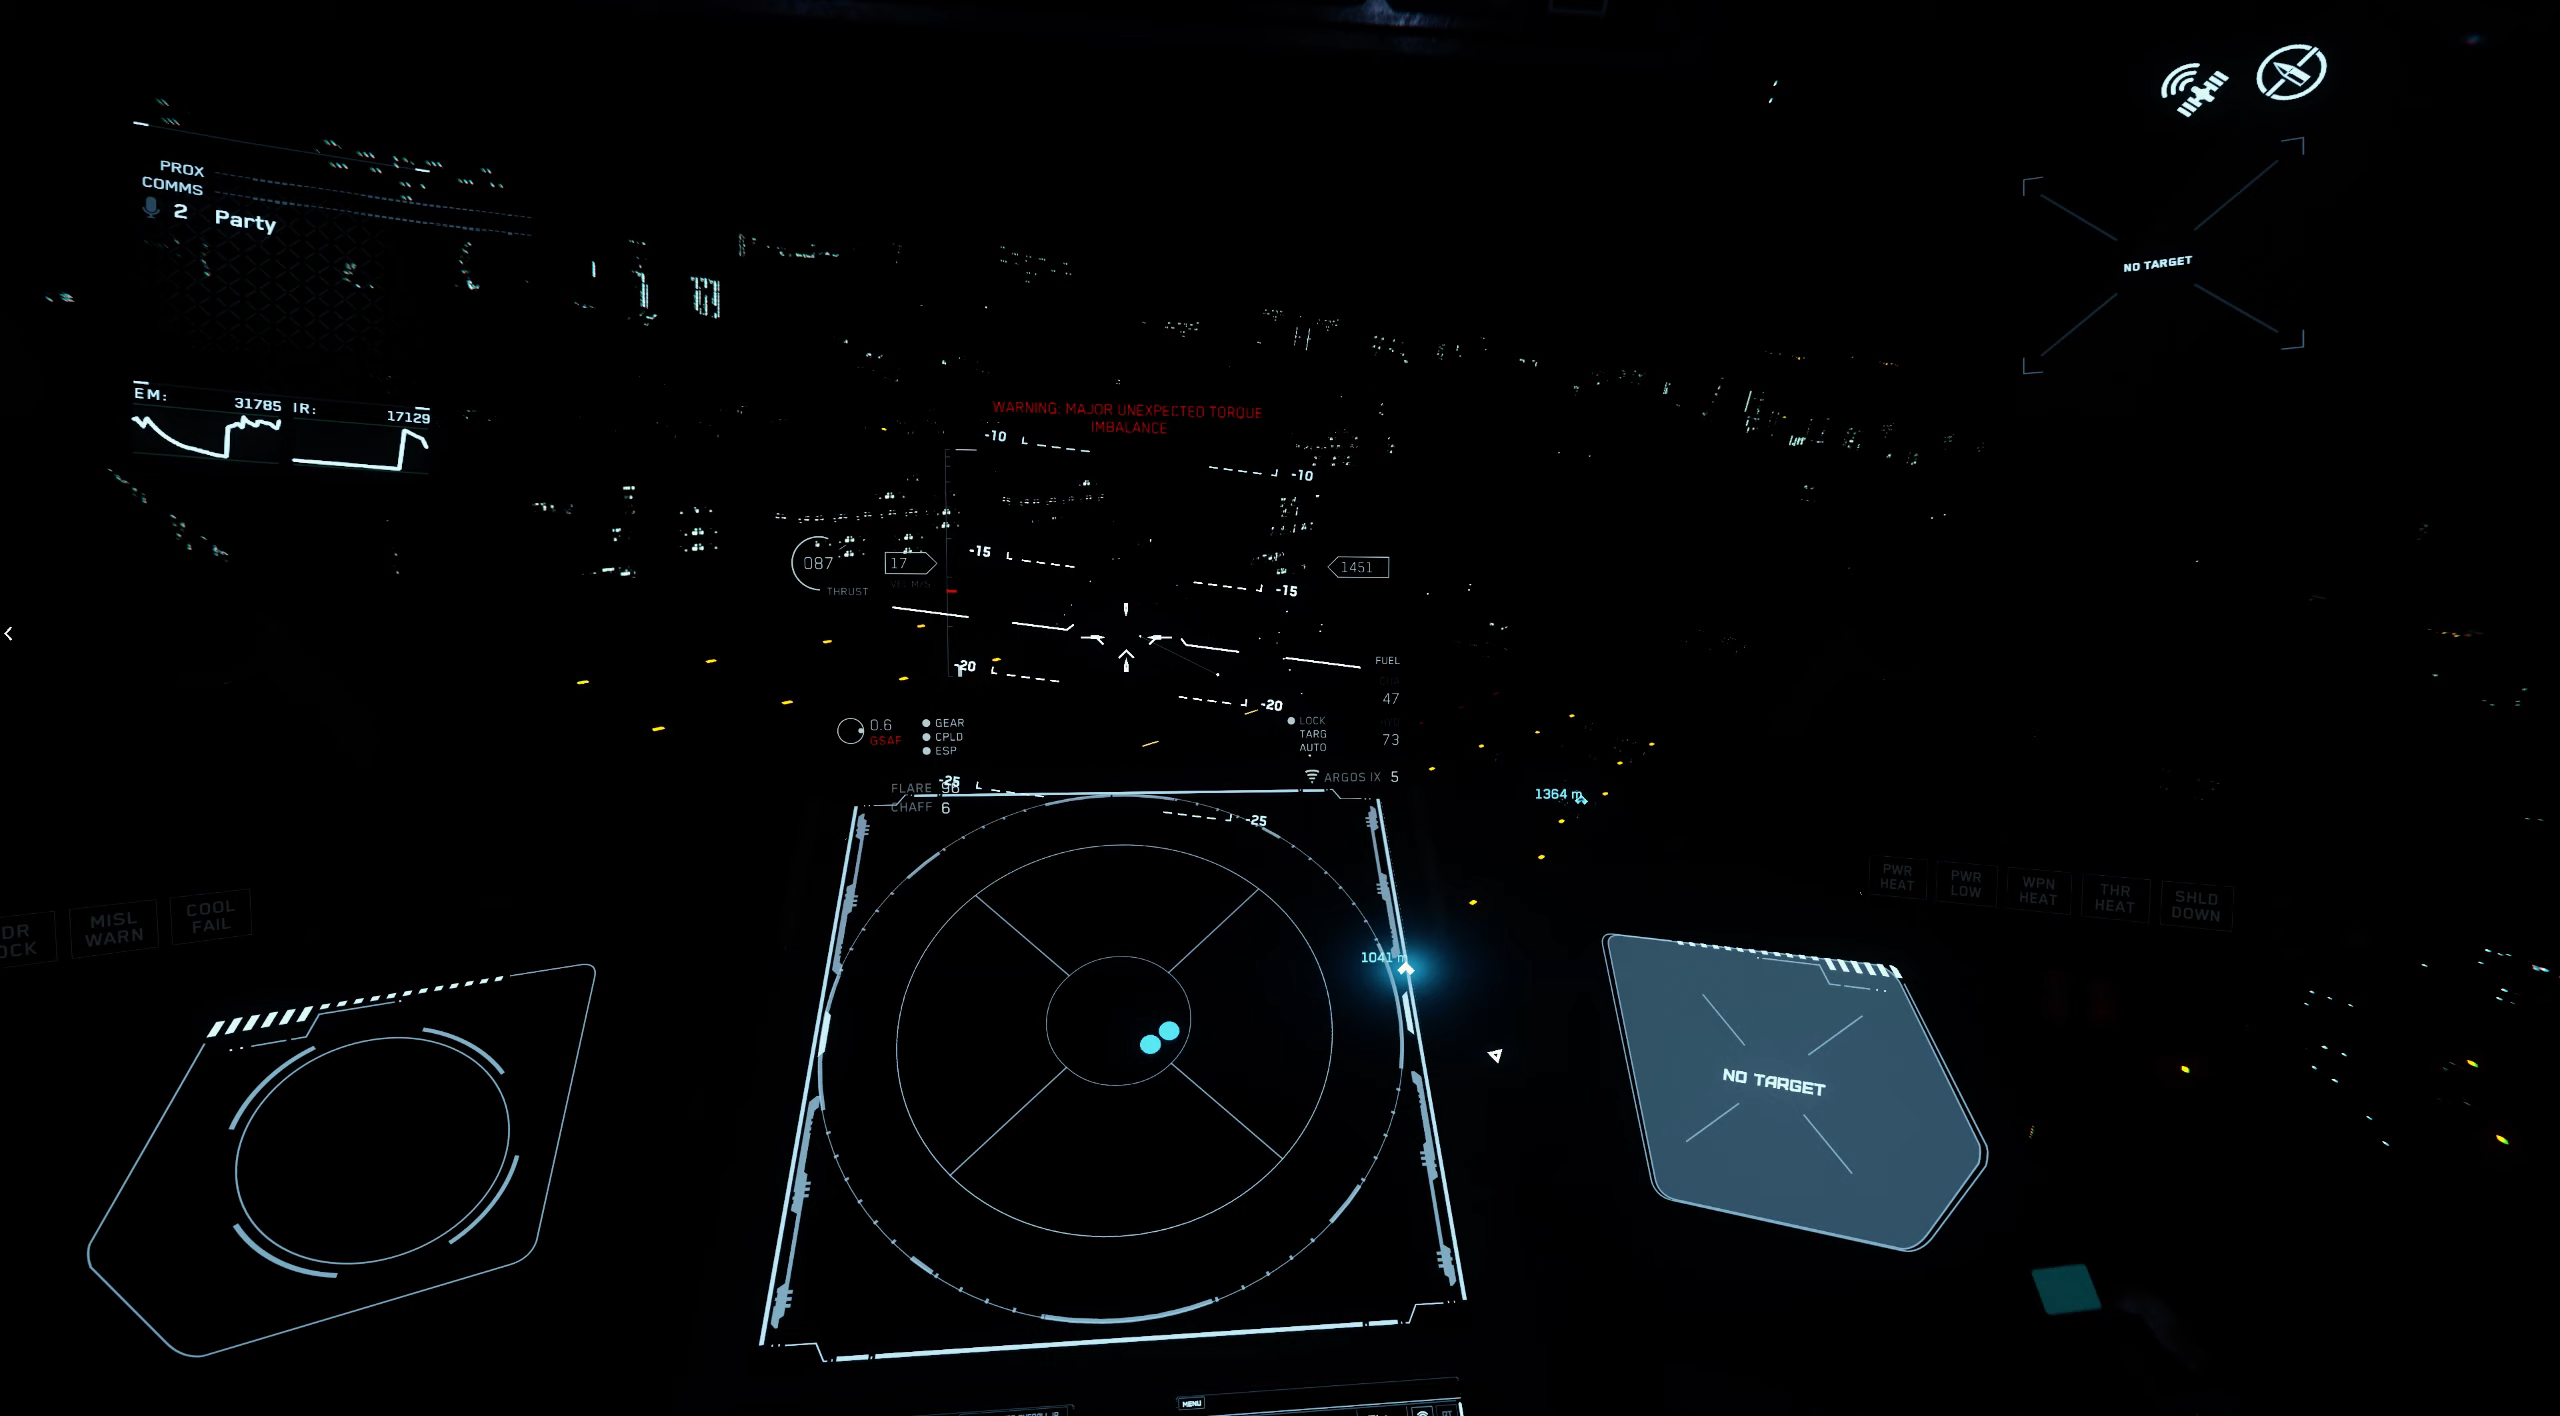 PROX
COMMS
2 Party
NO TARGET
EM: 31785 IR: 17129
WARNING: MAJOR UNEXPECTED TORQUE
IMBALANCE
-10 -10
-15 -15
087 17 1451
THRUST VEL M/S
-20 -20
FUEL
47
0.6 GEAR LOCK
GSAF CPLD TARG 73
ESP AUTO
ARGOS IX 5
-25 -25
FLARE 96
CHAFF 6
1364 m
1041 m
MISL
WARN
COOL
FAIL
PWR
HEAT
PWR
LOW
WPN
HEAT
THR
HEAT
SHLD
DOWN
NO TARGET
MENU